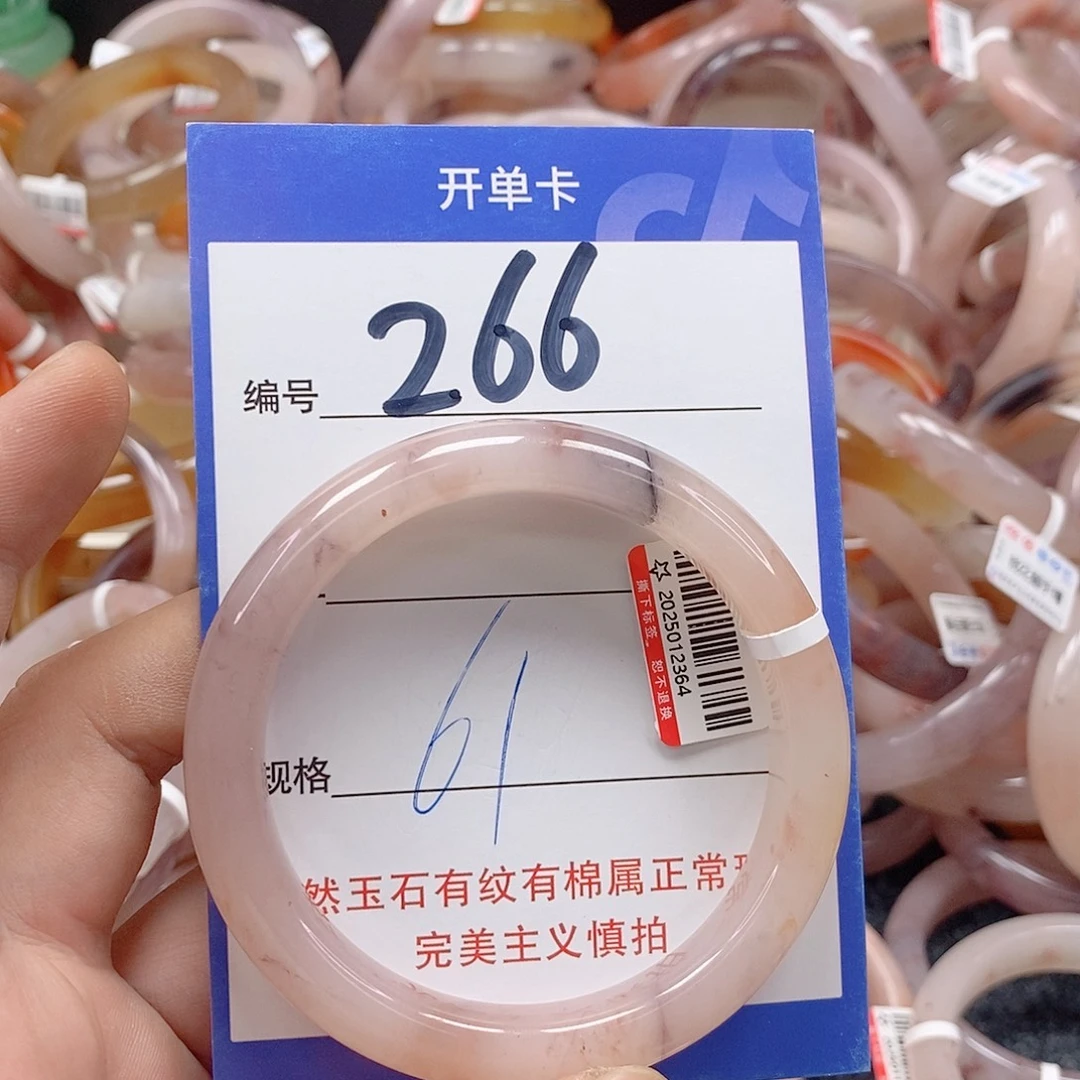 开单卡
编号 266
2025012364
撕下标签。恕不退换
规格 61
然玉石有纹有棉属正常
完美主义慎拍